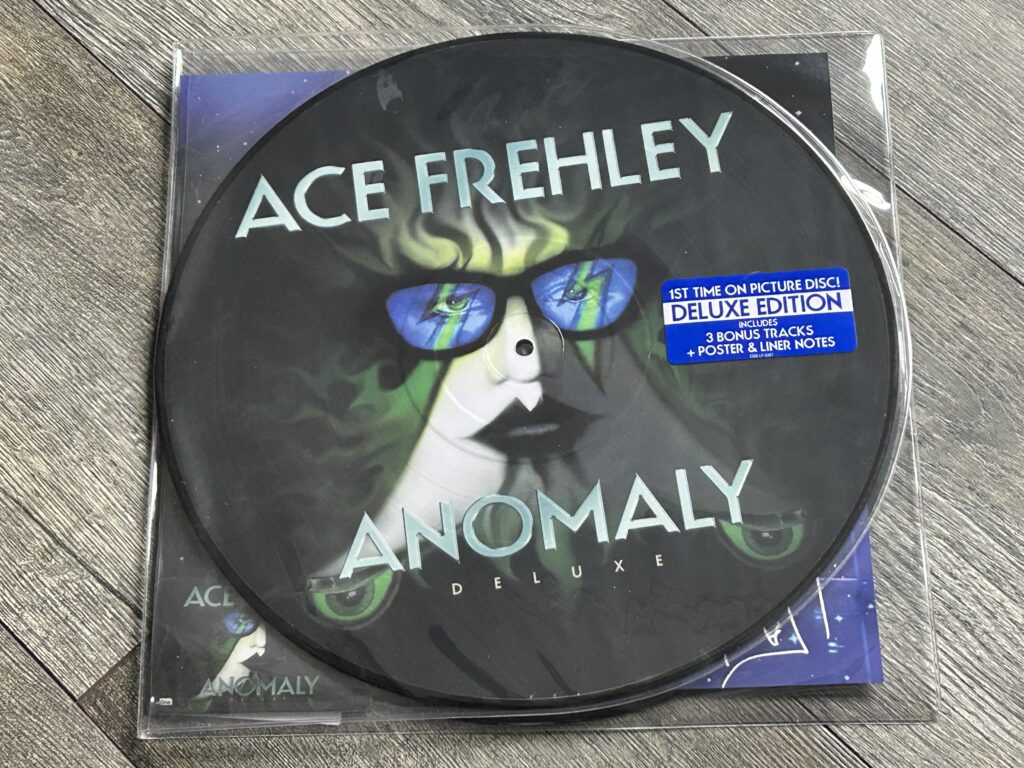 ACE FREHLEY
1ST TIME ON PICTURE DISC!
DELUXE EDITION
INCLUDES
3 BONUS TRACKS
+ POSTER & LINER NOTES
ANOMALY
DELUXE
ACE
ANOMALY